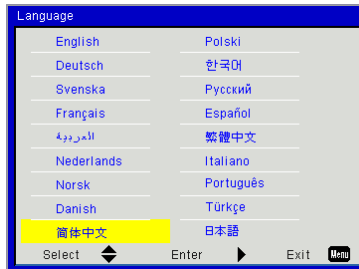 Language
English Polski
Deutsch 한국어
Svenska Русский
Français Español
العربية 繁體中文
Nederlands Italiano
Norsk Português
Danish Türkçe
简体中文 日本語
Select Enter Exit Menu